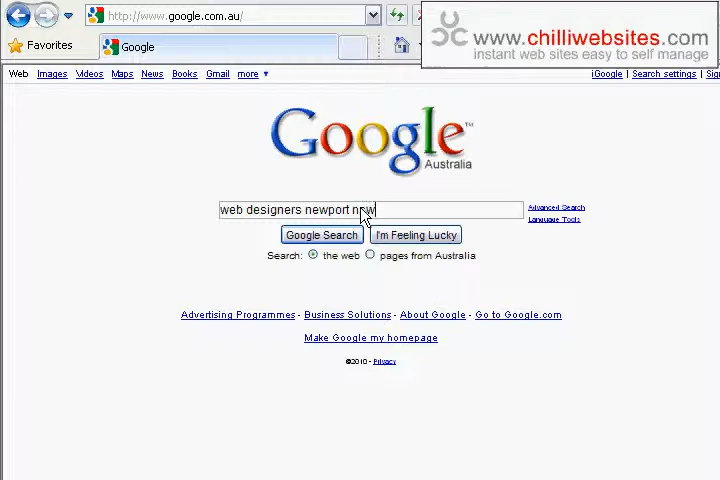 http://www.google.com.au/
www.chilliwebsites.com
instant web sites easy to self manage
Favorites
Google
Web Images Videos Maps News Books Gmail more ▼
iGoogle | Search settings |
Google™
Australia
web designers newport nsw
Advanced Search
Language Tools
Google Search
I'm Feeling Lucky
Search: the web pages from Australia
Advertising Programmes - Business Solutions - About Google - Go to Google.com
Make Google my homepage
©2010 - Privacy